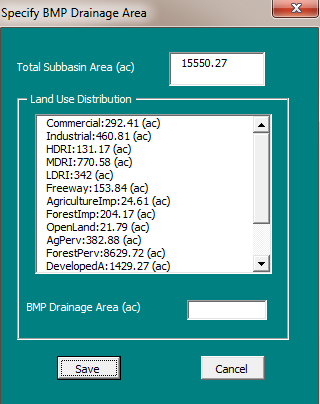 Specify BMP Drainage Area
Total Subbasin Area (ac) 15550.27
Land Use Distribution
Commercial:292.41 (ac)
Industrial:460.81 (ac)
HDRI:131.17 (ac)
MDRI:770.58 (ac)
LDRI:342 (ac)
Freeway:153.84 (ac)
AgricultureImp:24.61 (ac)
ForestImp:204.17 (ac)
OpenLand:21.79 (ac)
AgPerv:382.88 (ac)
ForestPerv:8629.72 (ac)
DevelopedA:1429.27 (ac)
BMP Drainage Area (ac)
Save Cancel